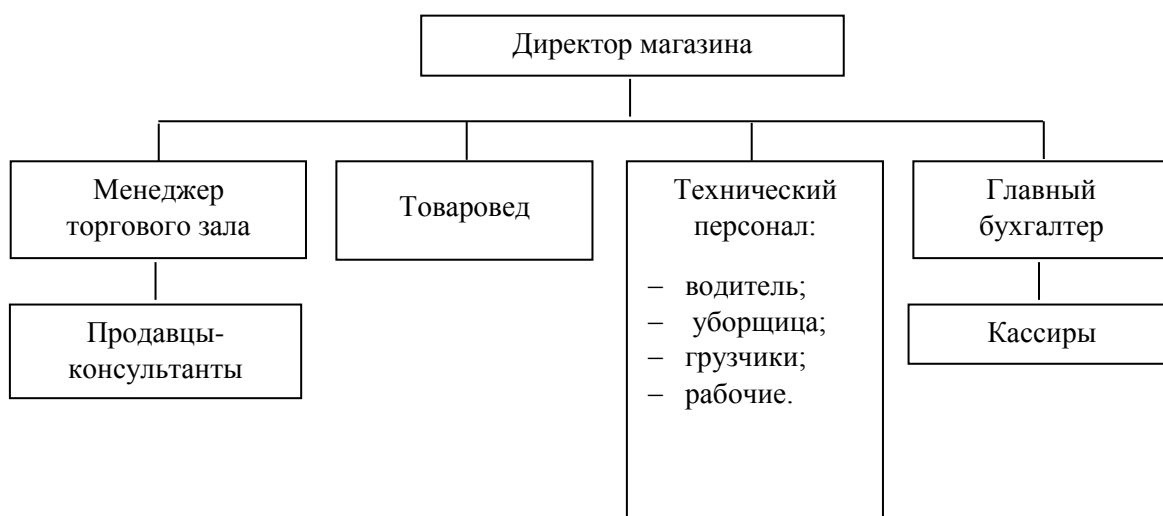 Директор магазина
Менеджер
торгового зала
Товаровед
Технический
персонал:
– водитель;
– уборщица;
– грузчики;
– рабочие.
Главный
бухгалтер
Продавцы-
консультанты
Кассиры